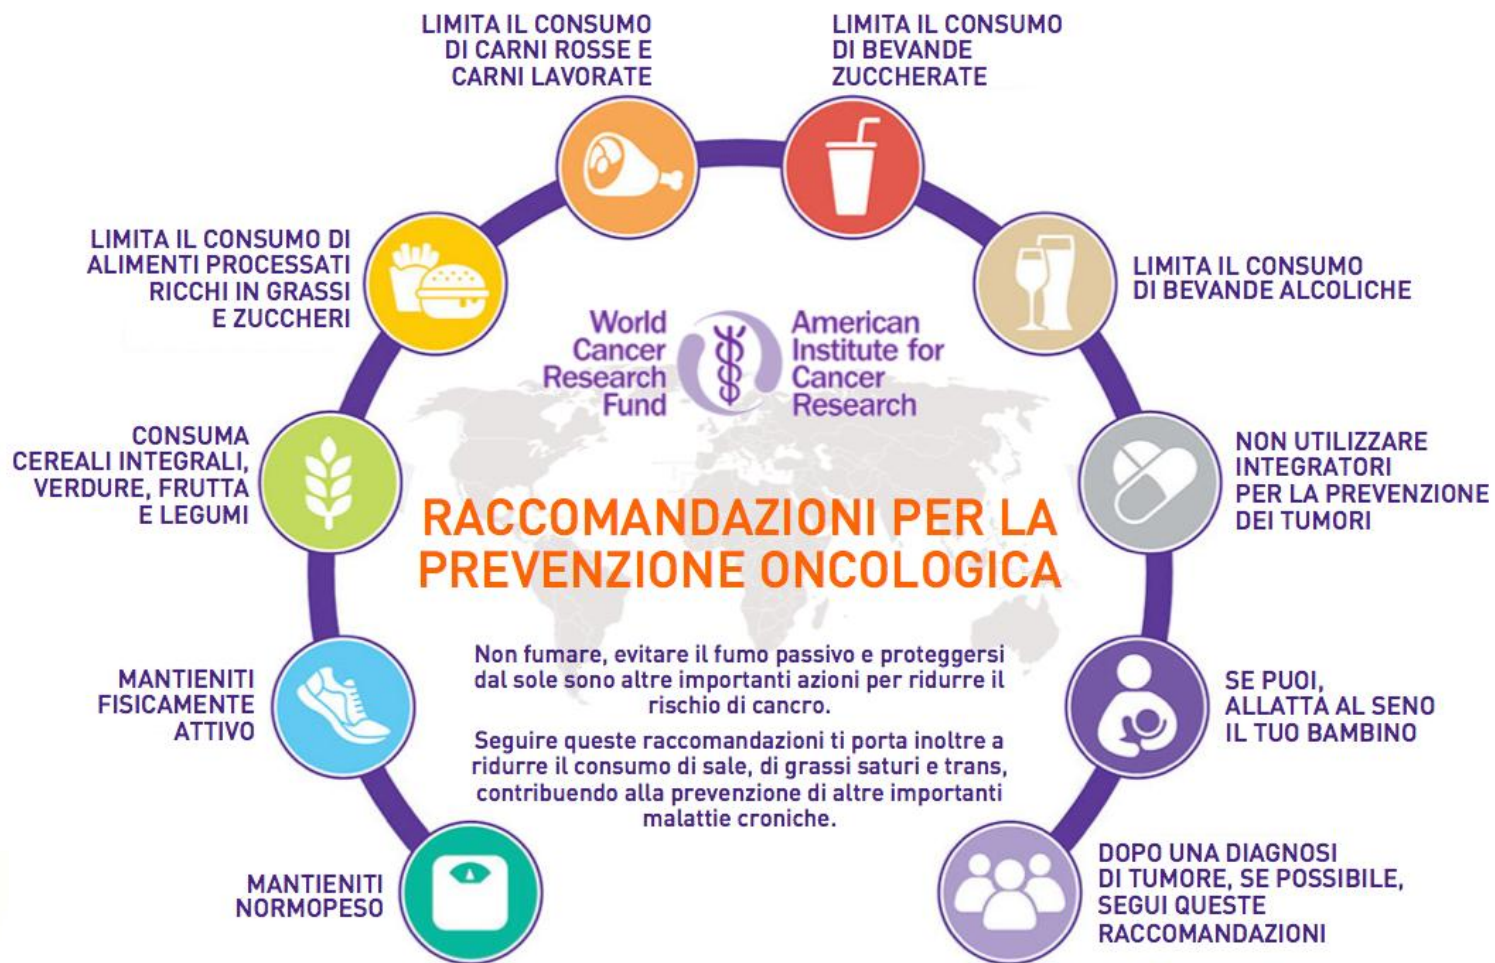 LIMITA IL CONSUMO
DI CARNI ROSSE E
CARNI LAVORATE
LIMITA IL CONSUMO
DI BEVANDE
ZUCCHERATE
LIMITA IL CONSUMO DI
ALIMENTI PROCESSATI
RICCHI IN GRASSI
E ZUCCHERI
LIMITA IL CONSUMO
DI BEVANDE ALCOLICHE
World
Cancer
Research
Fund
American
Institute for
Cancer
Research
CONSUMA
CEREALI INTEGRALI,
VERDURE, FRUTTA
E LEGUMI
NON UTILIZZARE
INTEGRATORI
PER LA PREVENZIONE
DEI TUMORI
RACCOMANDAZIONI PER LA
PREVENZIONE ONCOLOGICA
Non fumare, evitare il fumo passivo e proteggersi
dal sole sono altre importanti azioni per ridurre il
rischio di cancro.
Seguire queste raccomandazioni ti porta inoltre a
ridurre il consumo di sale, di grassi saturi e trans,
contribuendo alla prevenzione di altre importanti
malattie croniche.
MANTIENITI
FISICAMENTE
ATTIVO
SE PUOI,
ALLATTA AL SENO
IL TUO BAMBINO
MANTIENITI
NORMOPESO
DOPO UNA DIAGNOSI
DI TUMORE, SE POSSIBILE,
SEGUI QUESTE
RACCOMANDAZIONI